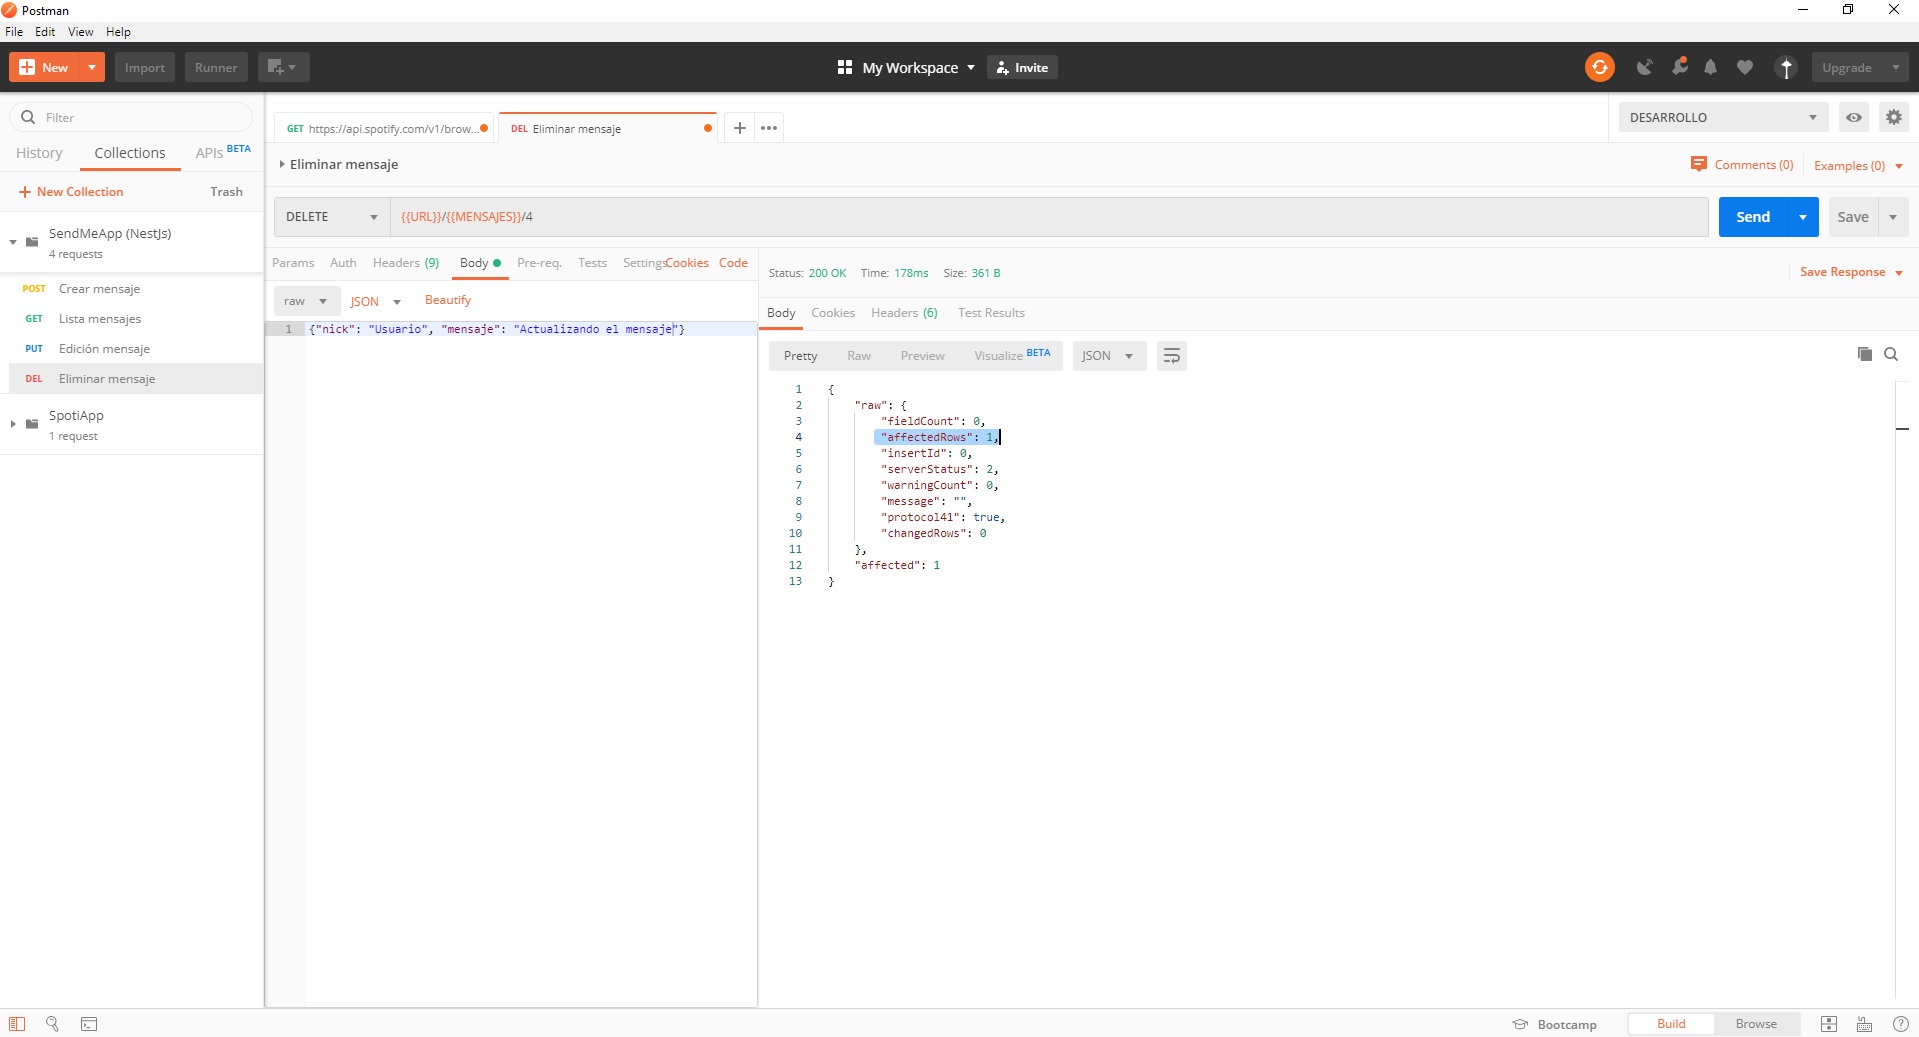 Postman
File Edit View Help
New Import Runner My Workspace Invite Upgrade
Filter
History Collections APIs BETA
New Collection Trash
SendMeApp (NestJs)
4 requests
POST Crear mensaje
GET Lista mensajes
PUT Edición mensaje
DEL Eliminar mensaje
SpotiApp
1 request
GET https://api.spotify.com/v1/brow... DEL Eliminar mensaje
DESARROLLO
Eliminar mensaje
Comments (0) Examples (0)
DELETE {{URL}}/{{MENSAJES}}/4 Send Save
Params Auth Headers (9) Body Pre-req. Tests Settings Cookies Code
raw JSON Beautify
1 {"nick": "Usuario", "mensaje": "Actualizando el mensaje"}
Status: 200 OK Time: 178ms Size: 361 B Save Response
Body Cookies Headers (6) Test Results
Pretty Raw Preview Visualize BETA JSON
1 {
2 "raw": {
3 "fieldCount": 0,
4 "affectedRows": 1,
5 "insertId": 0,
6 "serverStatus": 2,
7 "warningCount": 0,
8 "message": "",
9 "protocol41": true,
10 "changedRows": 0
11 },
12 "affected": 1
13 }
Bootcamp Build Browse